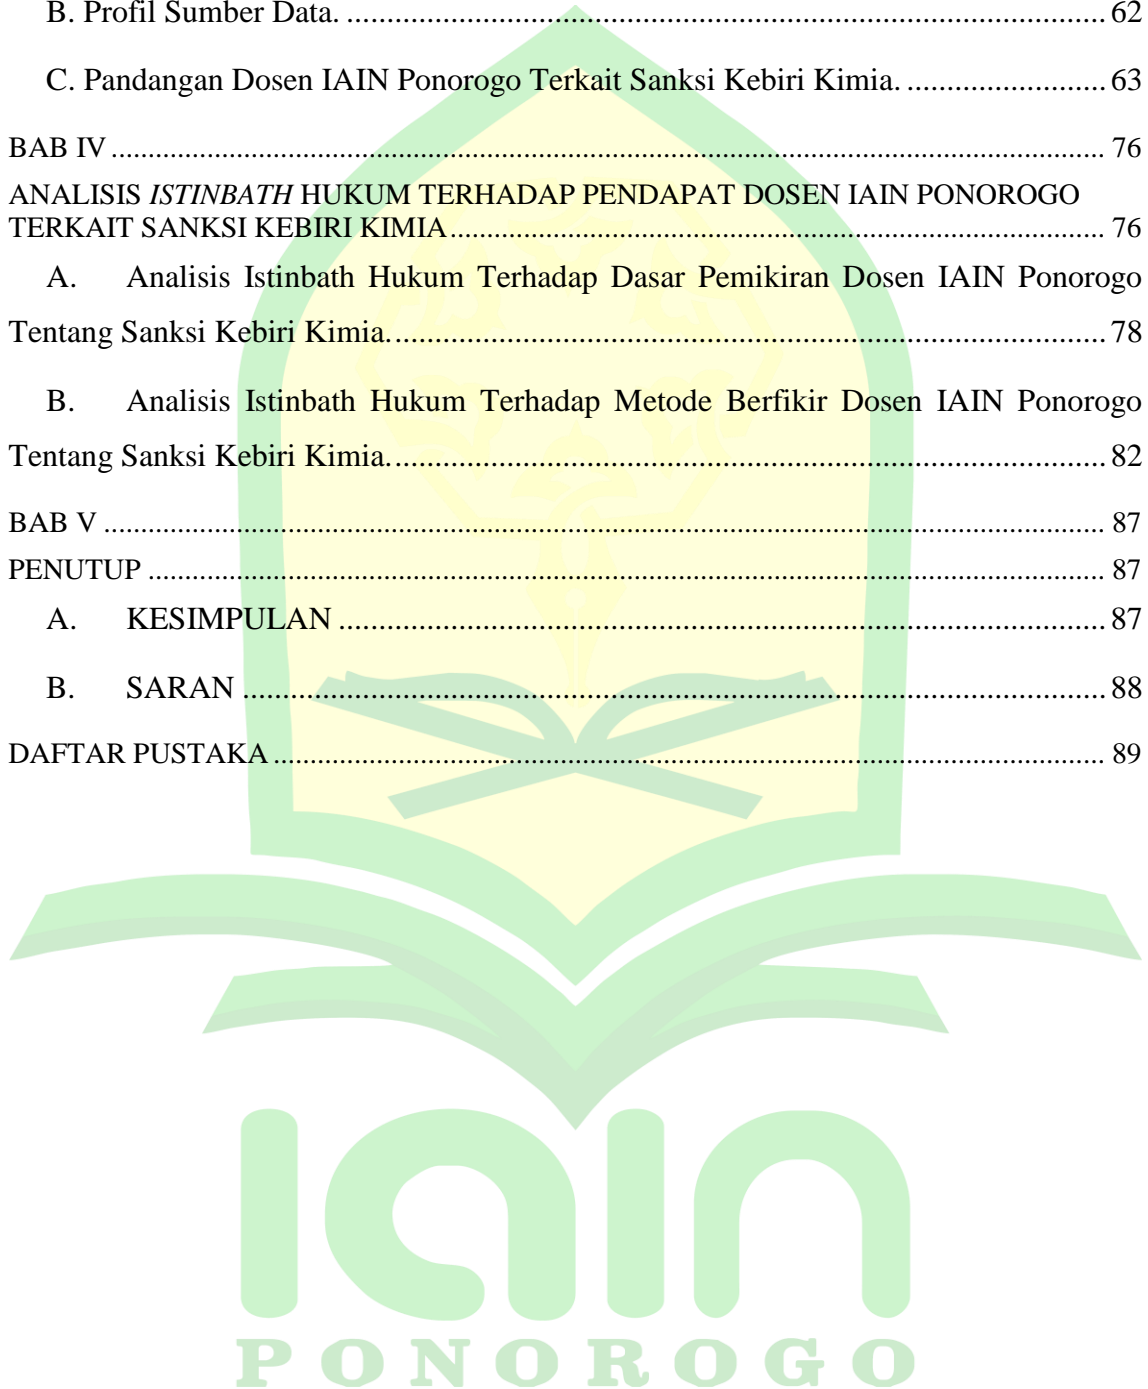 B. Profil Sumber Data. ........................................................................................................ 62
C. Pandangan Dosen IAIN Ponorogo Terkait Sanksi Kebiri Kimia. ........................... 63
BAB IV ..................................................................................................................................... 76
ANALISIS ISTINBATH HUKUM TERHADAP PENDAPAT DOSEN IAIN PONOROGO
TERKAIT SANKSI KEBIRI KIMIA ....................................................................................... 76
A. Analisis Istinbath Hukum Terhadap Dasar Pemikiran Dosen IAIN Ponorogo
Tentang Sanksi Kebiri Kimia. ................................................................................................ 78
B. Analisis Istinbath Hukum Terhadap Metode Berfikir Dosen IAIN Ponorogo
Tentang Sanksi Kebiri Kimia. ................................................................................................ 82
BAB V ...................................................................................................................................... 87
PENUTUP ................................................................................................................................ 87
A. KESIMPULAN ....................................................................................................... 87
B. SARAN .................................................................................................................... 88
DAFTAR PUSTAKA ............................................................................................................... 89
IAIN
PONOROGO